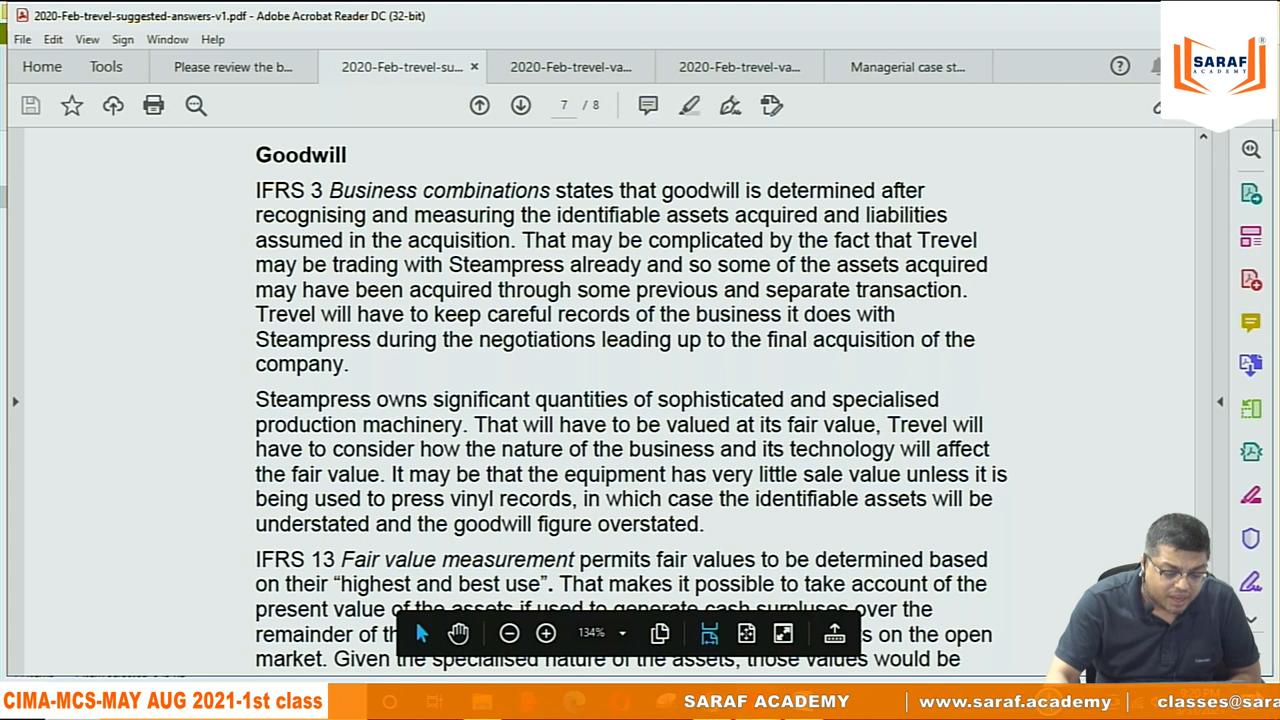 2020-Feb-trevel-suggested-answers-v1.pdf - Adobe Acrobat Reader DC (32-bit)
File Edit View Sign Window Help
Home Tools Please review the b... 2020-Feb-trevel-su... × 2020-Feb-trevel-va... 2020-Feb-trevel-va... Managerial case st...
7 / 8
SARAF
ACADEMY
Goodwill
IFRS 3 Business combinations states that goodwill is determined after
recognising and measuring the identifiable assets acquired and liabilities
assumed in the acquisition. That may be complicated by the fact that Trevel
may be trading with Steampress already and so some of the assets acquired
may have been acquired through some previous and separate transaction.
Trevel will have to keep careful records of the business it does with
Steampress during the negotiations leading up to the final acquisition of the
company.
Steampress owns significant quantities of sophisticated and specialised
production machinery. That will have to be valued at its fair value, Trevel will
have to consider how the nature of the business and its technology will affect
the fair value. It may be that the equipment has very little sale value unless it is
being used to press vinyl records, in which case the identifiable assets will be
understated and the goodwill figure overstated.
IFRS 13 Fair value measurement permits fair values to be determined based
on their “highest and best use”. That makes it possible to take account of the
present value of the assets if used to generate cash surpluses over the
remainder of th s on the open
134%
market. Given the specialised nature of the assets, those values would be
CIMA-MCS-MAY AUG 2021-1st class SARAF ACADEMY | www.saraf.academy | classes@sara